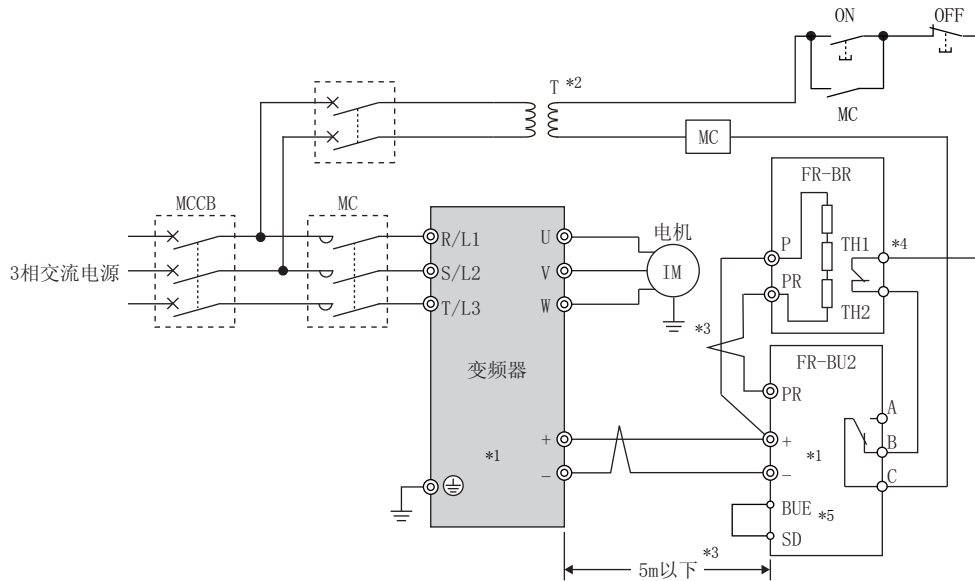 ON
OFF
T *2
MC
MC
FR-BR
MCCB
MC
P
TH1
*4
PR
TH2
R/L1
U
电机
3相交流电源
S/L2
V
IM
T/L3
W
*3
变频器
FR-BU2
PR
A
+
+
B
*1
*1
−
−
C
BUE
*5
SD
5m以下 *3